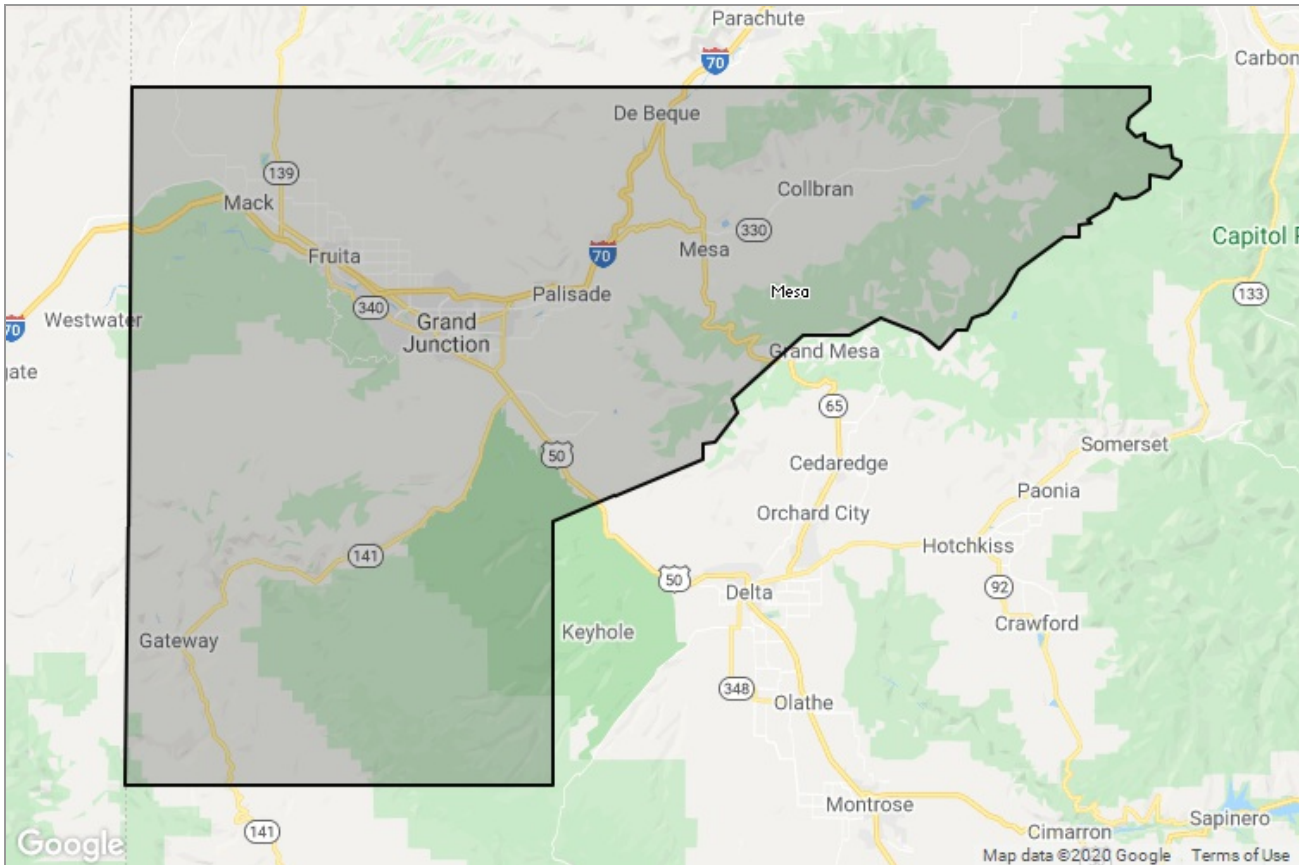 Parachute
70
Carbon
De Beque
139
Collbran
Mack
330
Capitol P
Mesa
Fruita
70
Mesa
133
Palisade
340
Westwater
70
Grand
Junction
gate
Grand Mesa
65
50
Somerset
Cedaredge
Paonia
Orchard City
Hotchkiss
141
50
92
Delta
Crawford
Keyhole
Gateway
348
Olathe
Montrose
Sapinero
141
Cimarron
Google
Map data ©2020 Google
Terms of Use